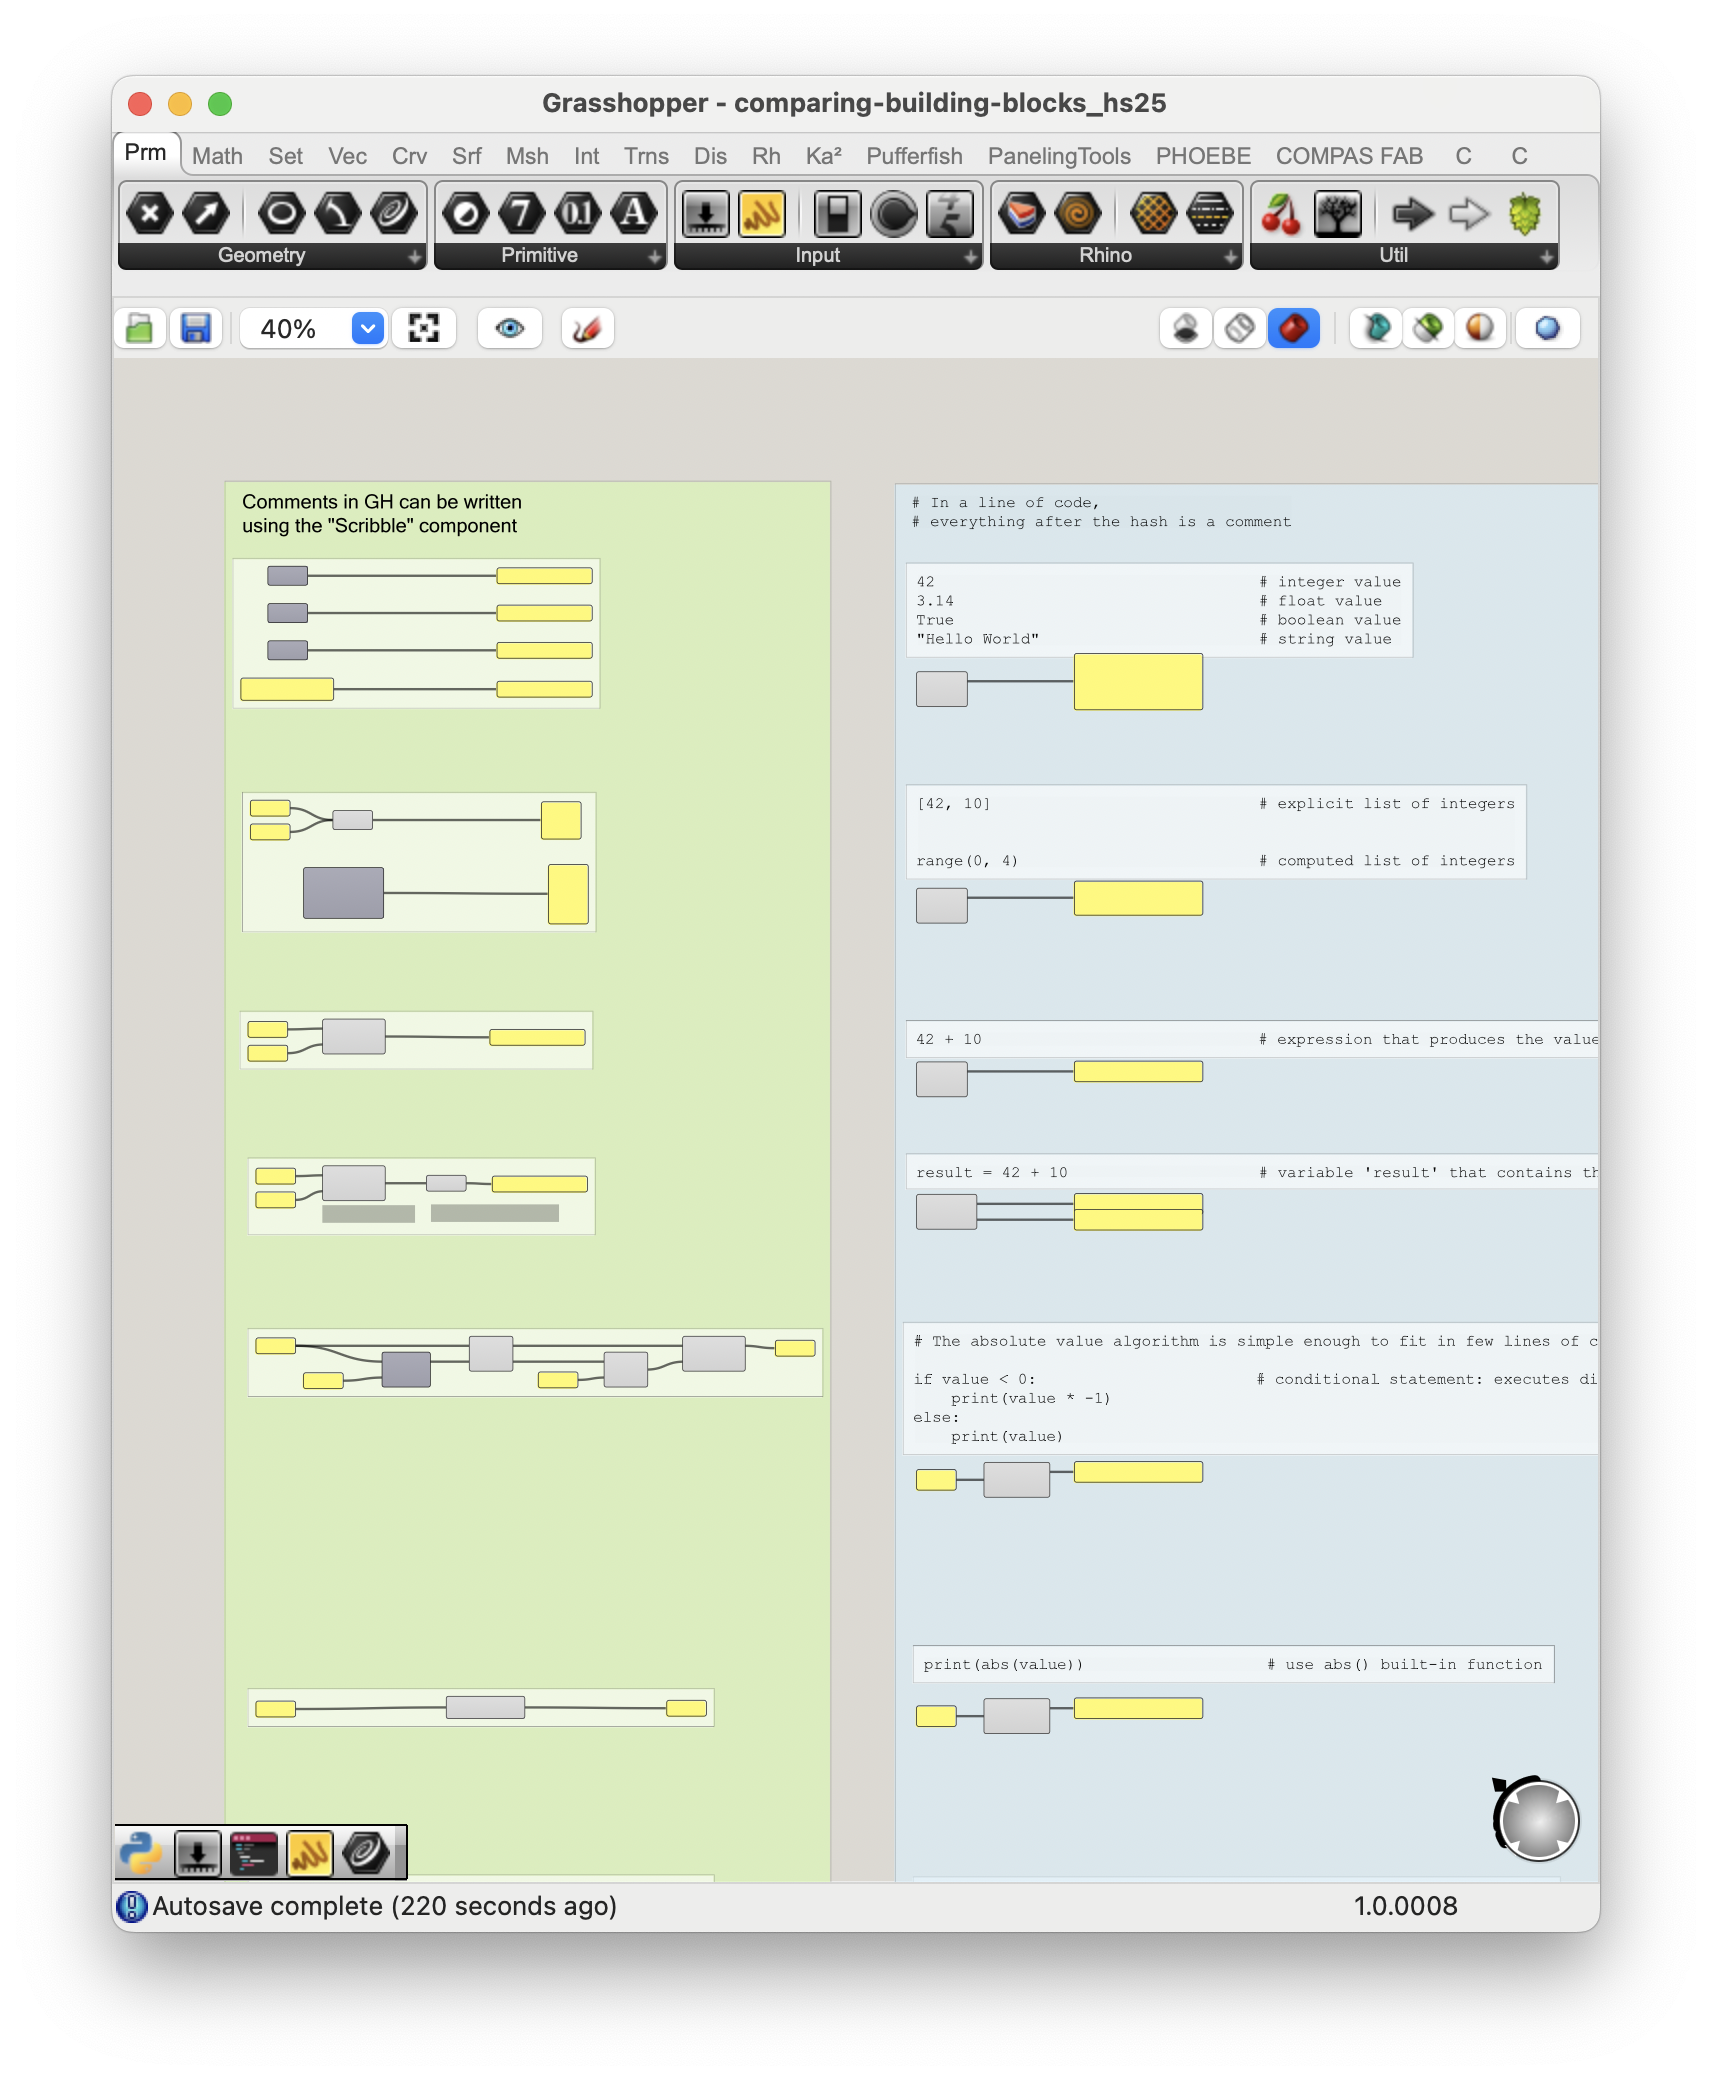 Grasshopper - comparing-building-blocks_hs25
Prm Math Set Vec Crv Srf Msh Int Trns Dis Rh Ka² Pufferfish PanelingTools PHOEBE COMPAS FAB C C
7 0.1 A
Geometry Primitive Input Rhino Util
40%
Comments in GH can be written
using the "Scribble" component
# In a line of code,
# everything after the hash is a comment
42 # integer value
3.14 # float value
True # boolean value
"Hello World" # string value
[42, 10] # explicit list of integers
range(0, 4) # computed list of integers
42 + 10 # expression that produces the value
result = 42 + 10 # variable 'result' that contains th
# The absolute value algorithm is simple enough to fit in few lines of c
if value < 0: # conditional statement: executes di
print(value * -1)
else:
print(value)
print(abs(value)) # use abs() built-in function
Autosave complete (220 seconds ago)
1.0.0008